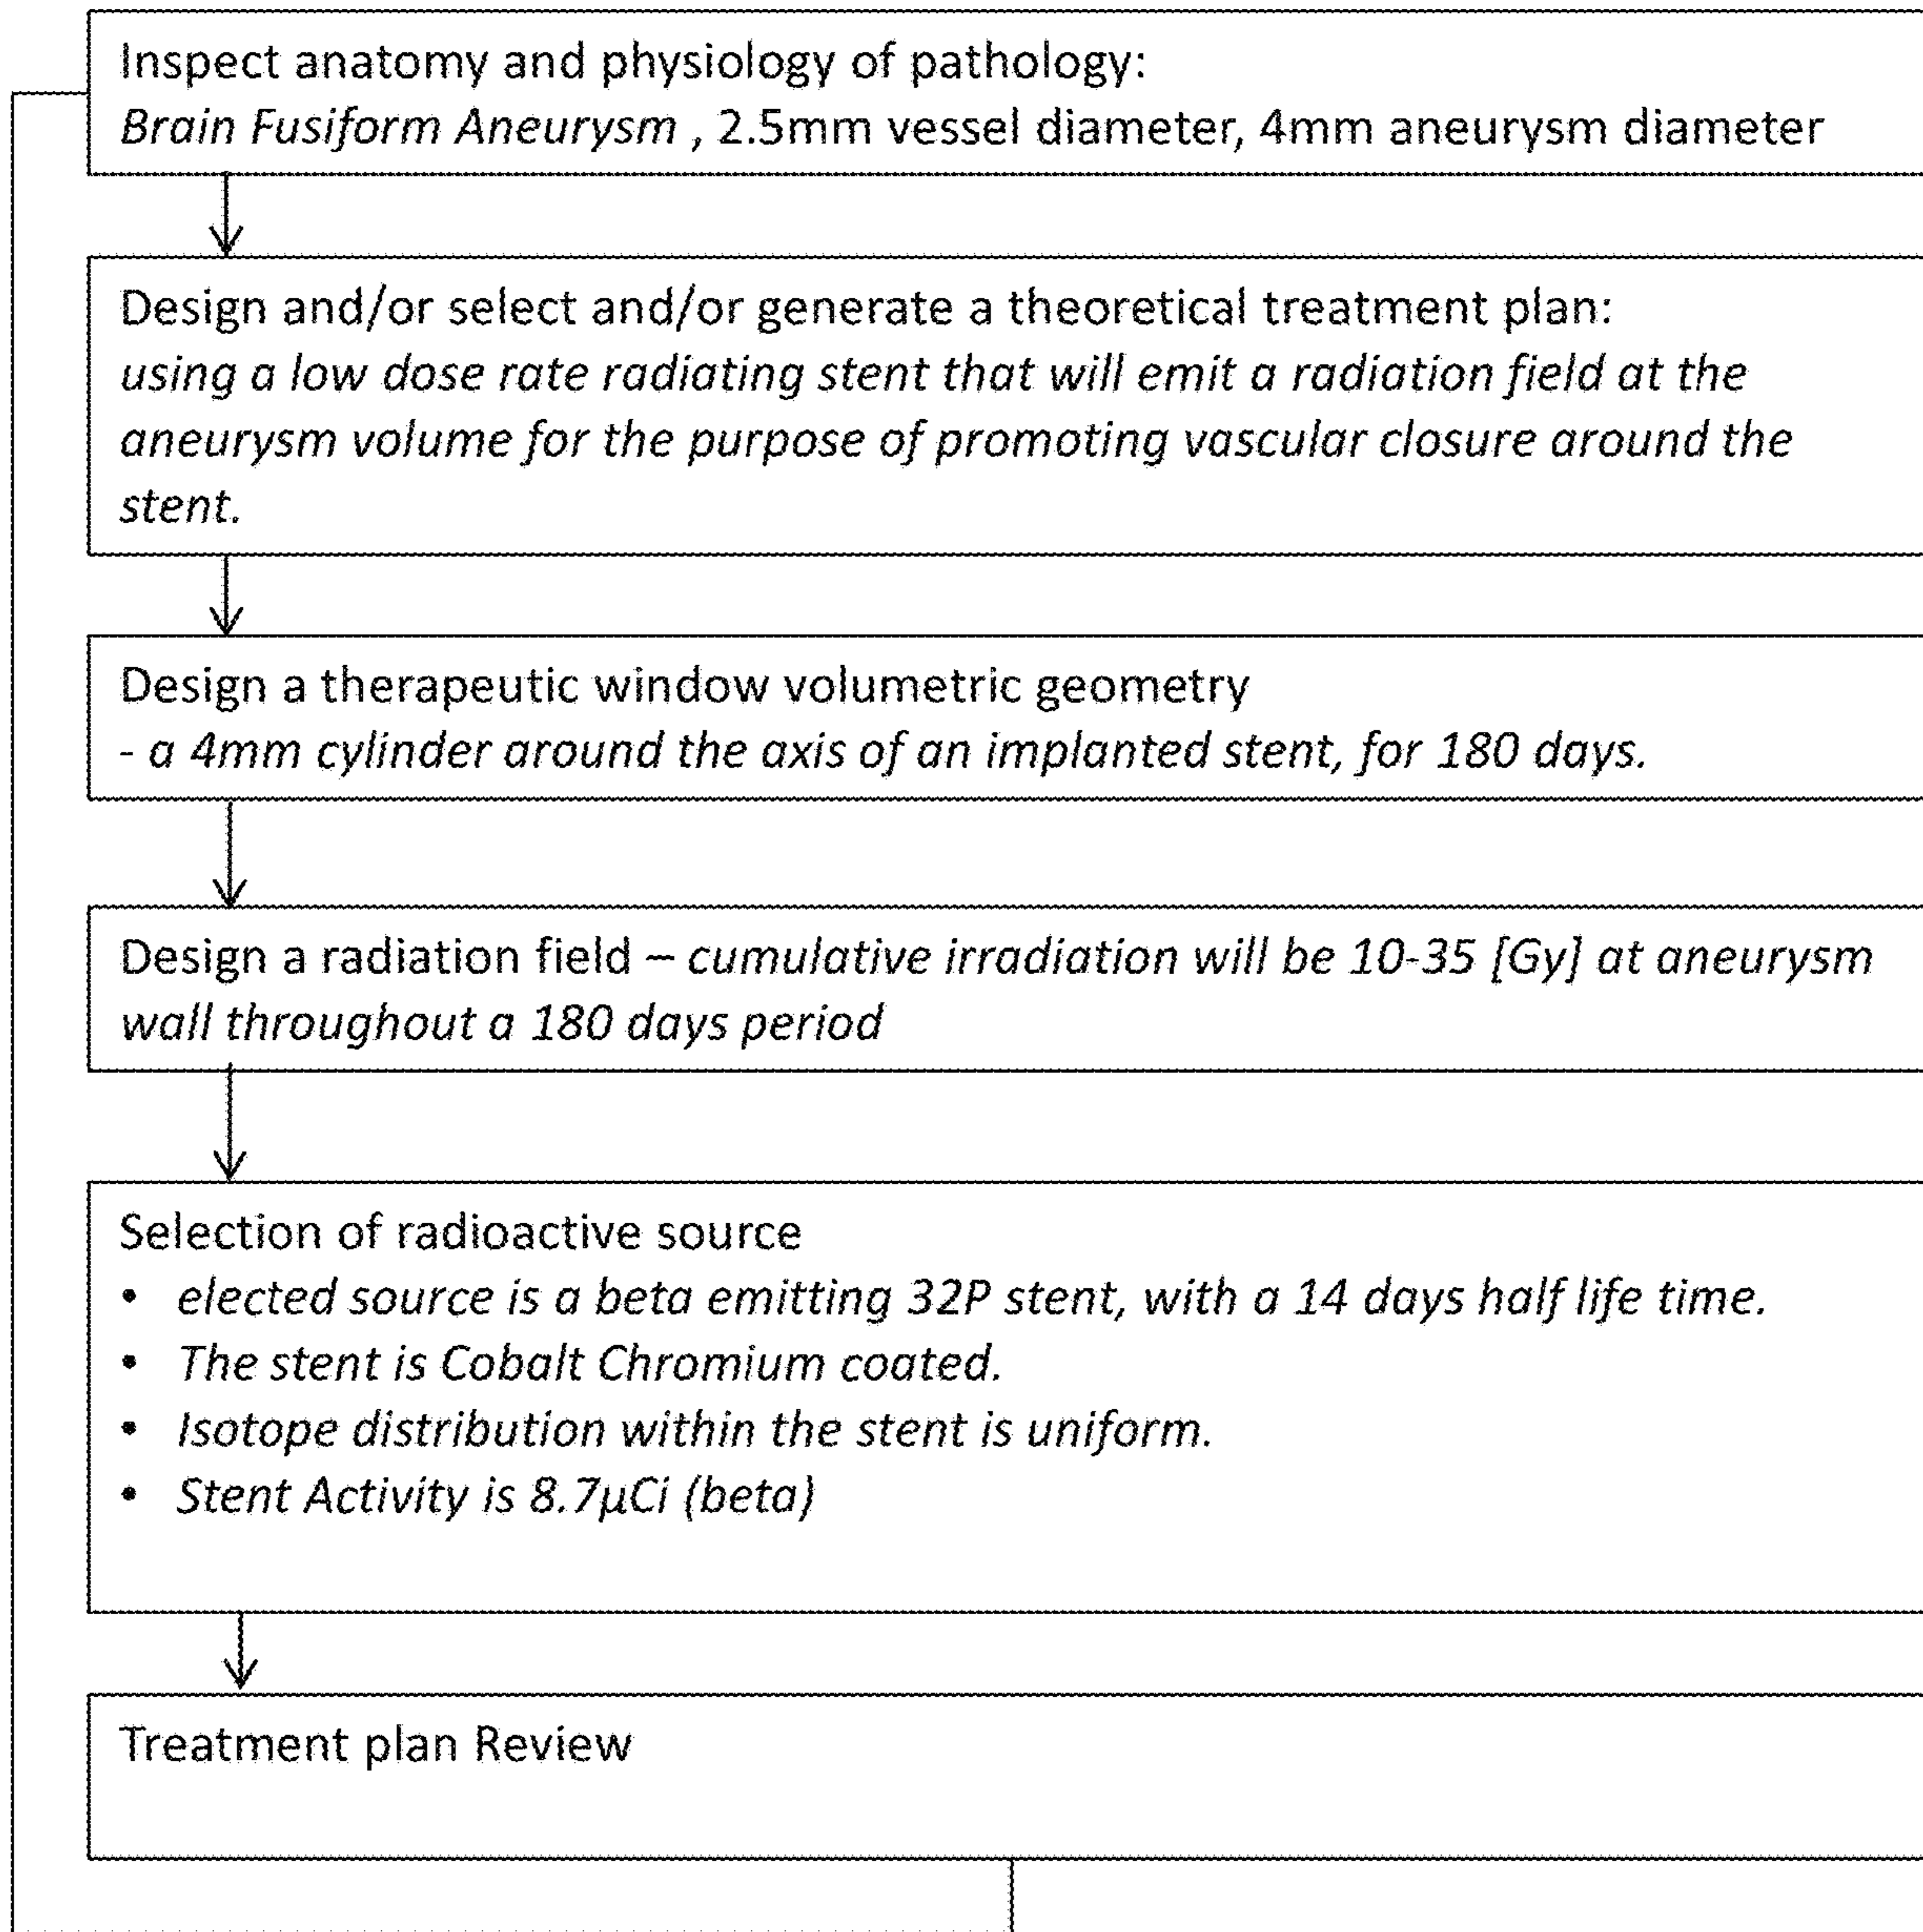 Inspect anatomy and physiology of pathology:
Brain Fusiform Aneurysm , 2.5mm vessel diameter, 4mm aneurysm diameter
Design and/or select and/or generate a theoretical treatment plan:
using a low dose rate radiating stent that will emit a radiation field at the
aneurysm volume for the purpose of promoting vascular closure around the
stent.
Design a therapeutic window volumetric geometry
- a 4mm cylinder around the axis of an implanted stent, for 180 days.
Design a radiation field – cumulative irradiation will be 10-35 [Gy] at aneurysm
wall throughout a 180 days period
Selection of radioactive source
• elected source is a beta emitting 32P stent, with a 14 days half life time.
• The stent is Cobalt Chromium coated.
• Isotope distribution within the stent is uniform.
• Stent Activity is 8.7μCi (beta)
Treatment plan Review